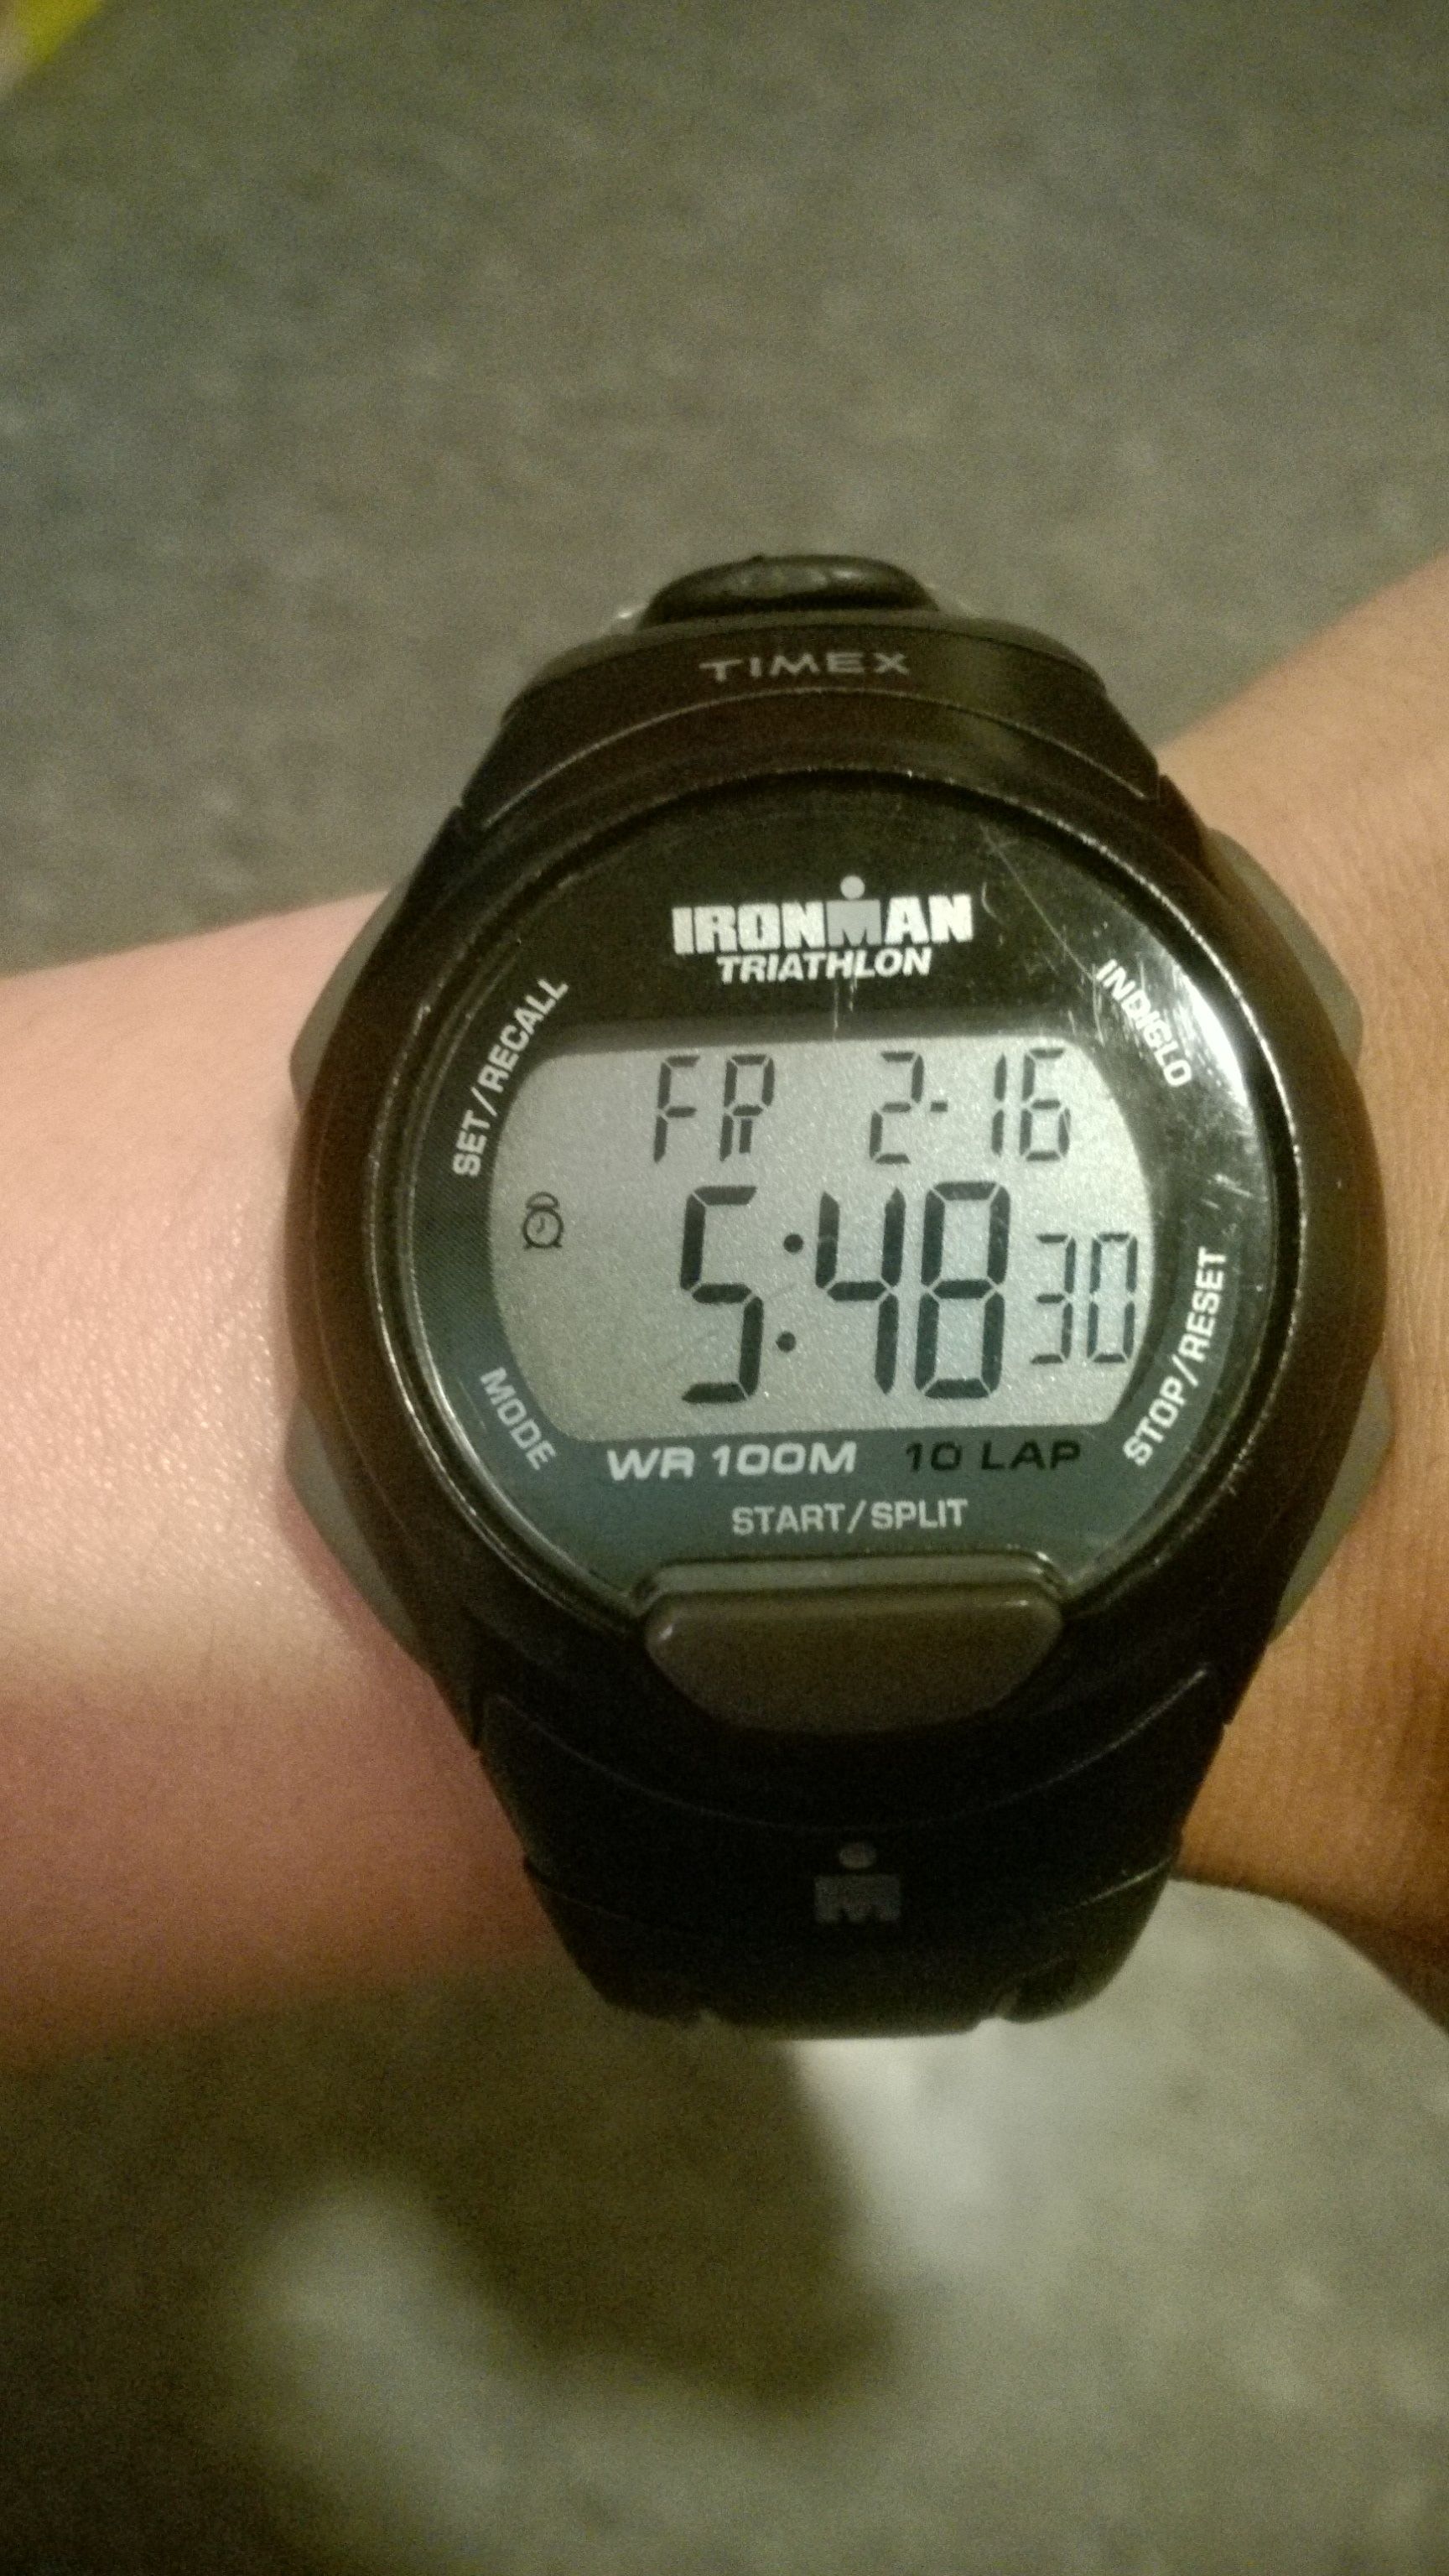 TIMEX
IRONMAN
TRIATHLON
SET/RECALL
INDIGLO
FR 2-16
5:48 30
MODE
STOP/RESET
WR 100M 10 LAP
START/SPLIT